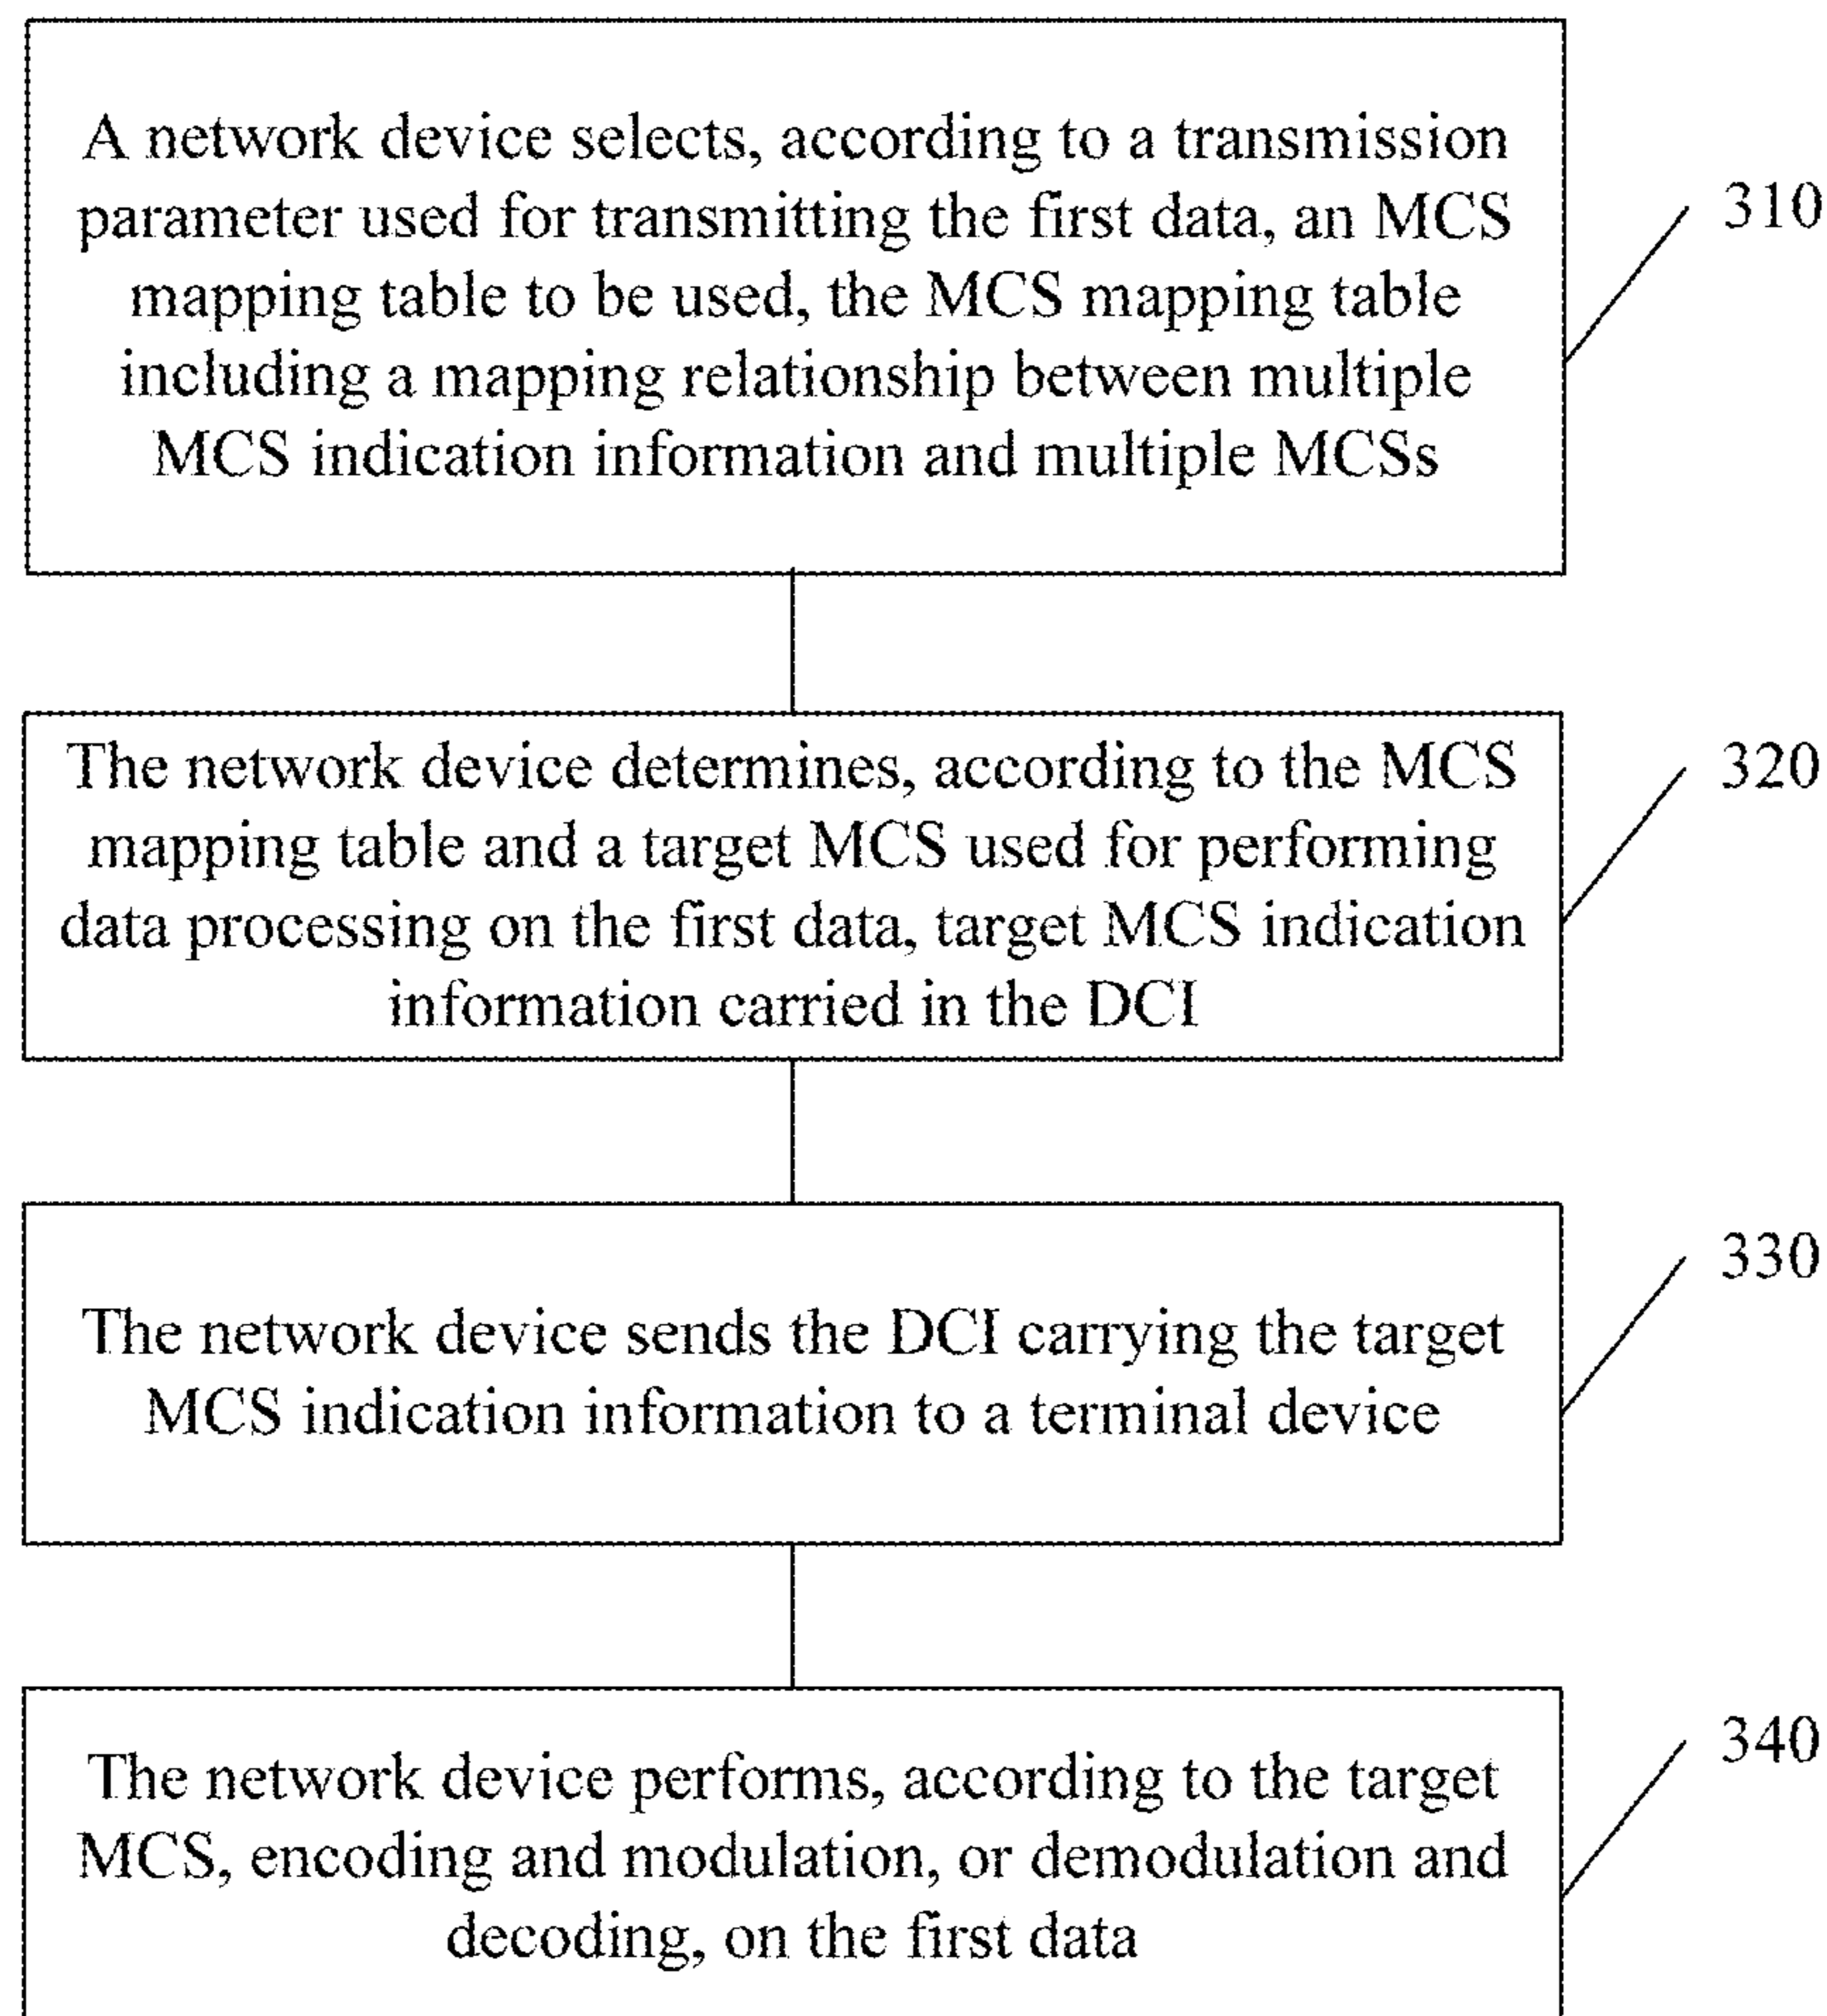 A network device selects, according to a transmission
parameter used for transmitting the first data, an MCS
mapping table to be used, the MCS mapping table
including a mapping relationship between multiple
MCS indication information and multiple MCSs
310
The network device determines, according to the MCS
mapping table and a target MCS used for performing
data processing on the first data, target MCS indication
information carried in the DCI
320
The network device sends the DCI carrying the target
MCS indication information to a terminal device
330
The network device performs, according to the target
MCS, encoding and modulation, or demodulation and
decoding, on the first data
340